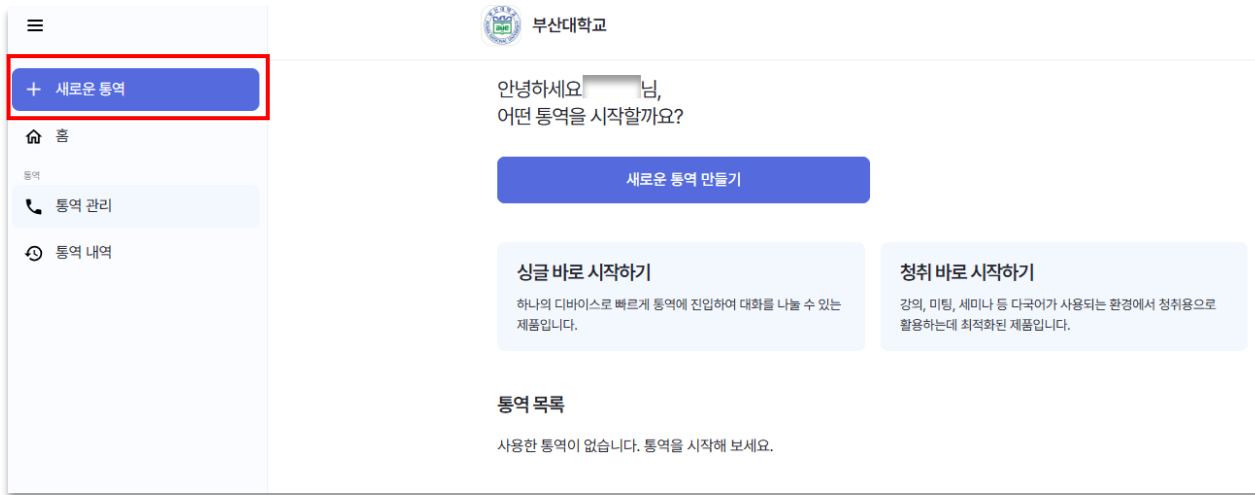 부산대학교
+ 새로운 통역
홈
통역
통역 관리
통역 내역
안녕하세요 님,
어떤 통역을 시작할까요?
새로운 통역 만들기
싱글 바로 시작하기
하나의 디바이스로 빠르게 통역에 진입하여 대화를 나눌 수 있는
제품입니다.
청취 바로 시작하기
강의, 미팅, 세미나 등 다국어가 사용되는 환경에서 청취용으로
활용하는데 최적화된 제품입니다.
통역 목록
사용한 통역이 없습니다. 통역을 시작해 보세요.